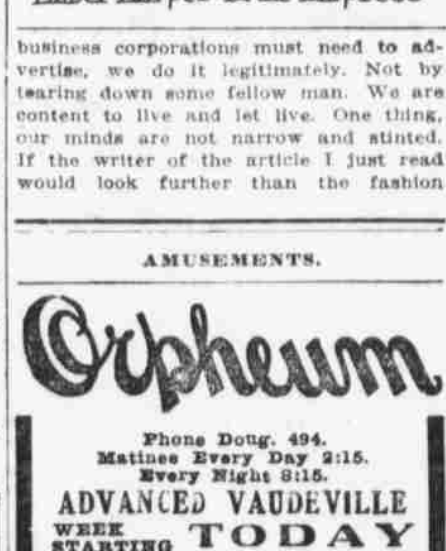 business corporations must need to ad-
vertise, we do it legitimately. Not by
tearing down some fellow man. We are
content to live and let live. One thing,
our minds are not narrow and stinted.
If the writer of the article I just read
would look further than the fashion
AMUSEMENTS.
Orpheum
Phone Doug. 494.
Matinee Every Day 2:15.
Every Night 8:15.
ADVANCED VAUDEVILLE
WEEK
STARTING TODAY